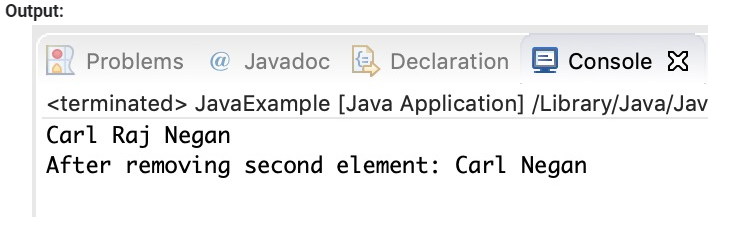 Output:
Problems @ Javadoc Declaration Console
<terminated> JavaExample [Java Application] /Library/Java/Jav
Carl Raj Negan
After removing second element: Carl Negan